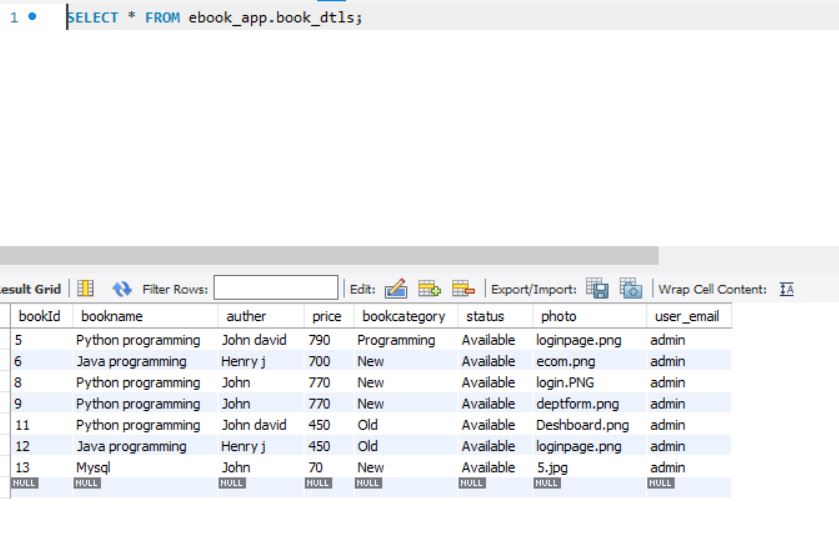 1 SELECT * FROM ebook_app.book_dtls;
esult Grid Filter Rows: Edit: Export/Import: Wrap Cell Content:
bookId bookname auther price bookcategory status photo user_email
5 Python programming John david 790 Programming Available loginpage.png admin
6 Java programming Henry j 700 New Available ecom.png admin
8 Python programming John 770 New Available login.PNG admin
9 Python programming John 770 New Available deptform.png admin
11 Python programming John david 450 Old Available Deshboard.png admin
12 Java programming Henry j 450 Old Available loginpage.png admin
13 Mysql John 70 New Available 5.jpg admin
NULL NULL NULL NULL NULL NULL NULL NULL